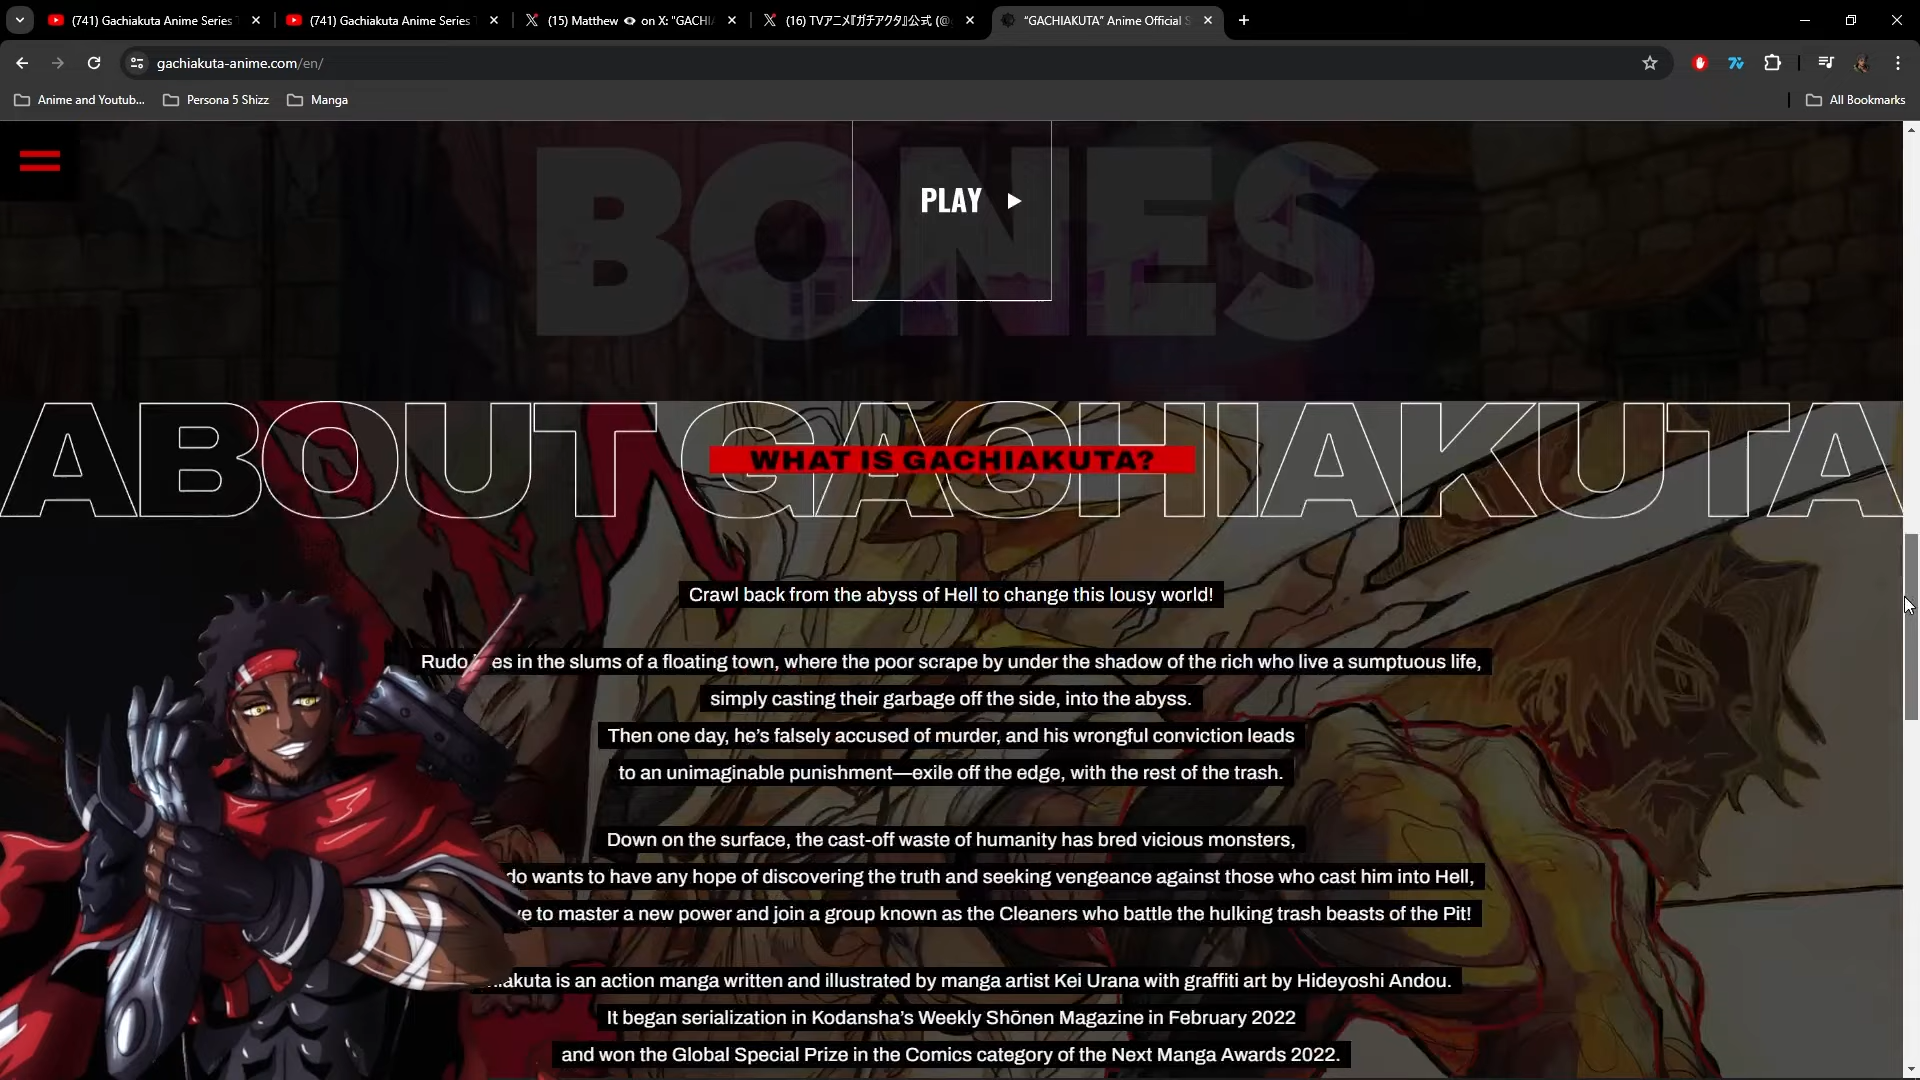 (741) Gachiakuta Anime Series
(741) Gachiakuta Anime Series
(15) Matthew on X: "GACHI
(16) TVアニメ『ガチアクタ』公式 (@
"GACHIAKUTA" Anime Official S
gachiakuta-anime.com/en/
Anime and Youtub...
Persona 5 Shizz
Manga
All Bookmarks
BONES
PLAY
ABOUT GACHIAKUTA
WHAT IS GACHIAKUTA?
Crawl back from the abyss of Hell to change this lousy world!
Rudo es in the slums of a floating town, where the poor scrape by under the shadow of the rich who live a sumptuous life,
simply casting their garbage off the side, into the abyss.
Then one day, he's falsely accused of murder, and his wrongful conviction leads
to an unimaginable punishment—exile off the edge, with the rest of the trash.
Down on the surface, the cast-off waste of humanity has bred vicious monsters,
do wants to have any hope of discovering the truth and seeking vengeance against those who cast him into Hell,
ve to master a new power and join a group known as the Cleaners who battle the hulking trash beasts of the Pit!
iakuta is an action manga written and illustrated by manga artist Kei Urana with graffiti art by Hideyoshi Andou.
It began serialization in Kodansha's Weekly Shōnen Magazine in February 2022
and won the Global Special Prize in the Comics category of the Next Manga Awards 2022.